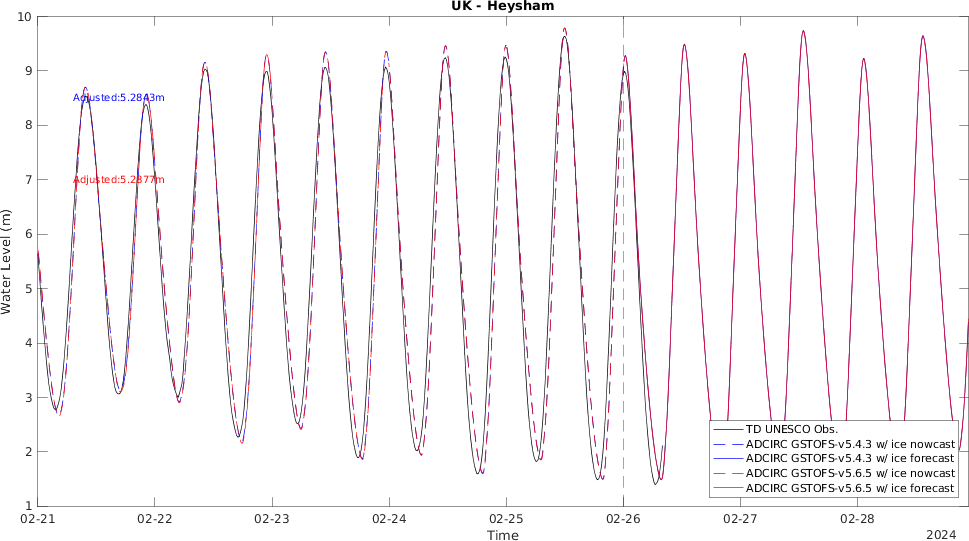 UK - Heysham
10
9
8
7
6
5
4
3
2
1
Water Level (m)
Adjusted:5.2843m
Adjusted:5.2877m
TD UNESCO Obs.
ADCIRC GSTOFS-v5.4.3 w/ ice nowcast
ADCIRC GSTOFS-v5.4.3 w/ ice forecast
ADCIRC GSTOFS-v5.6.5 w/ ice nowcast
ADCIRC GSTOFS-v5.6.5 w/ ice forecast
02-21 02-22 02-23 02-24 02-25 02-26 02-27 02-28
Time
2024